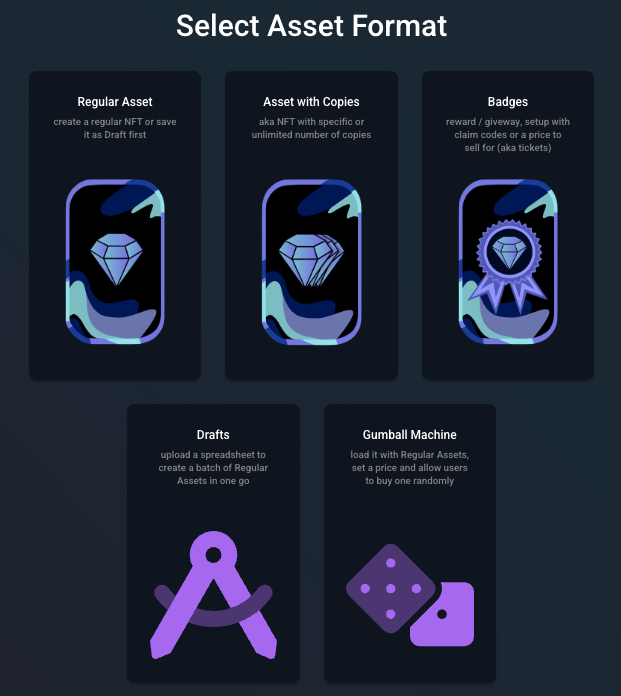 Select Asset Format
Regular Asset
create a regular NFT or save
it as Draft first
Asset with Copies
aka NFT with specific or
unlimited number of copies
Badges
reward / giveway, setup with
claim codes or a price to
sell for (aka tickets)
Drafts
upload a spreadsheet to
create a batch of Regular
Assets in one go
Gumball Machine
load it with Regular Assets,
set a price and allow users
to buy one randomly